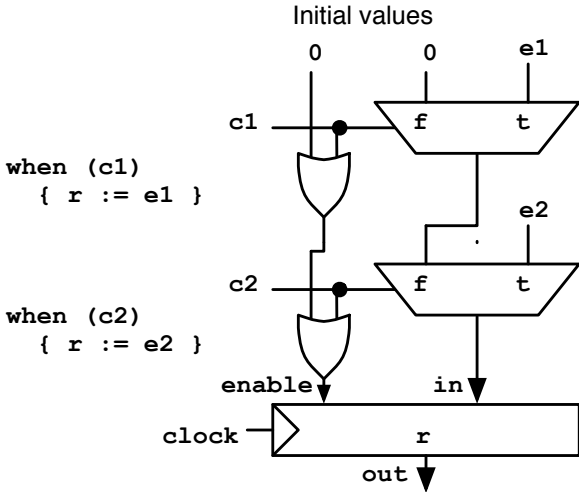 Initial values
0 0 e1
c1 f t
when (c1)
{ r := e1 }
e2
c2 f t
when (c2)
{ r := e2 }
enable in
clock r
out